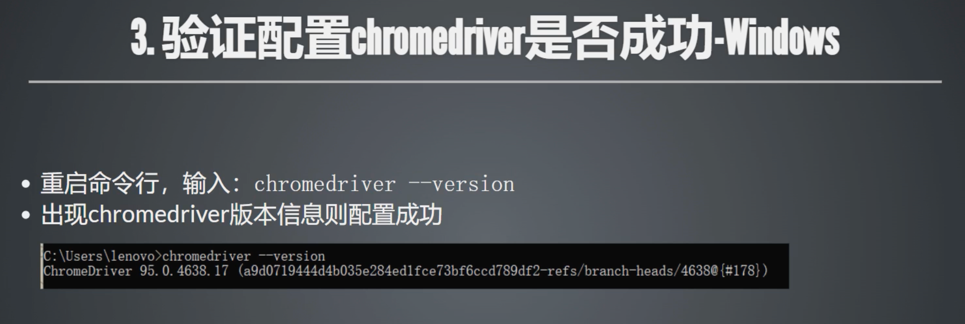 3. 验证配置chromedriver是否成功-Windows
• 重启命令行，输入：chromedriver --version
• 出现chromedriver版本信息则配置成功
C:\Users\lenovo>chromedriver --version
ChromeDriver 95.0.4638.17 (a9d0719444d4b035e284ed1fce73bf6ccd789df2-refs/branch-heads/4638@{#178})